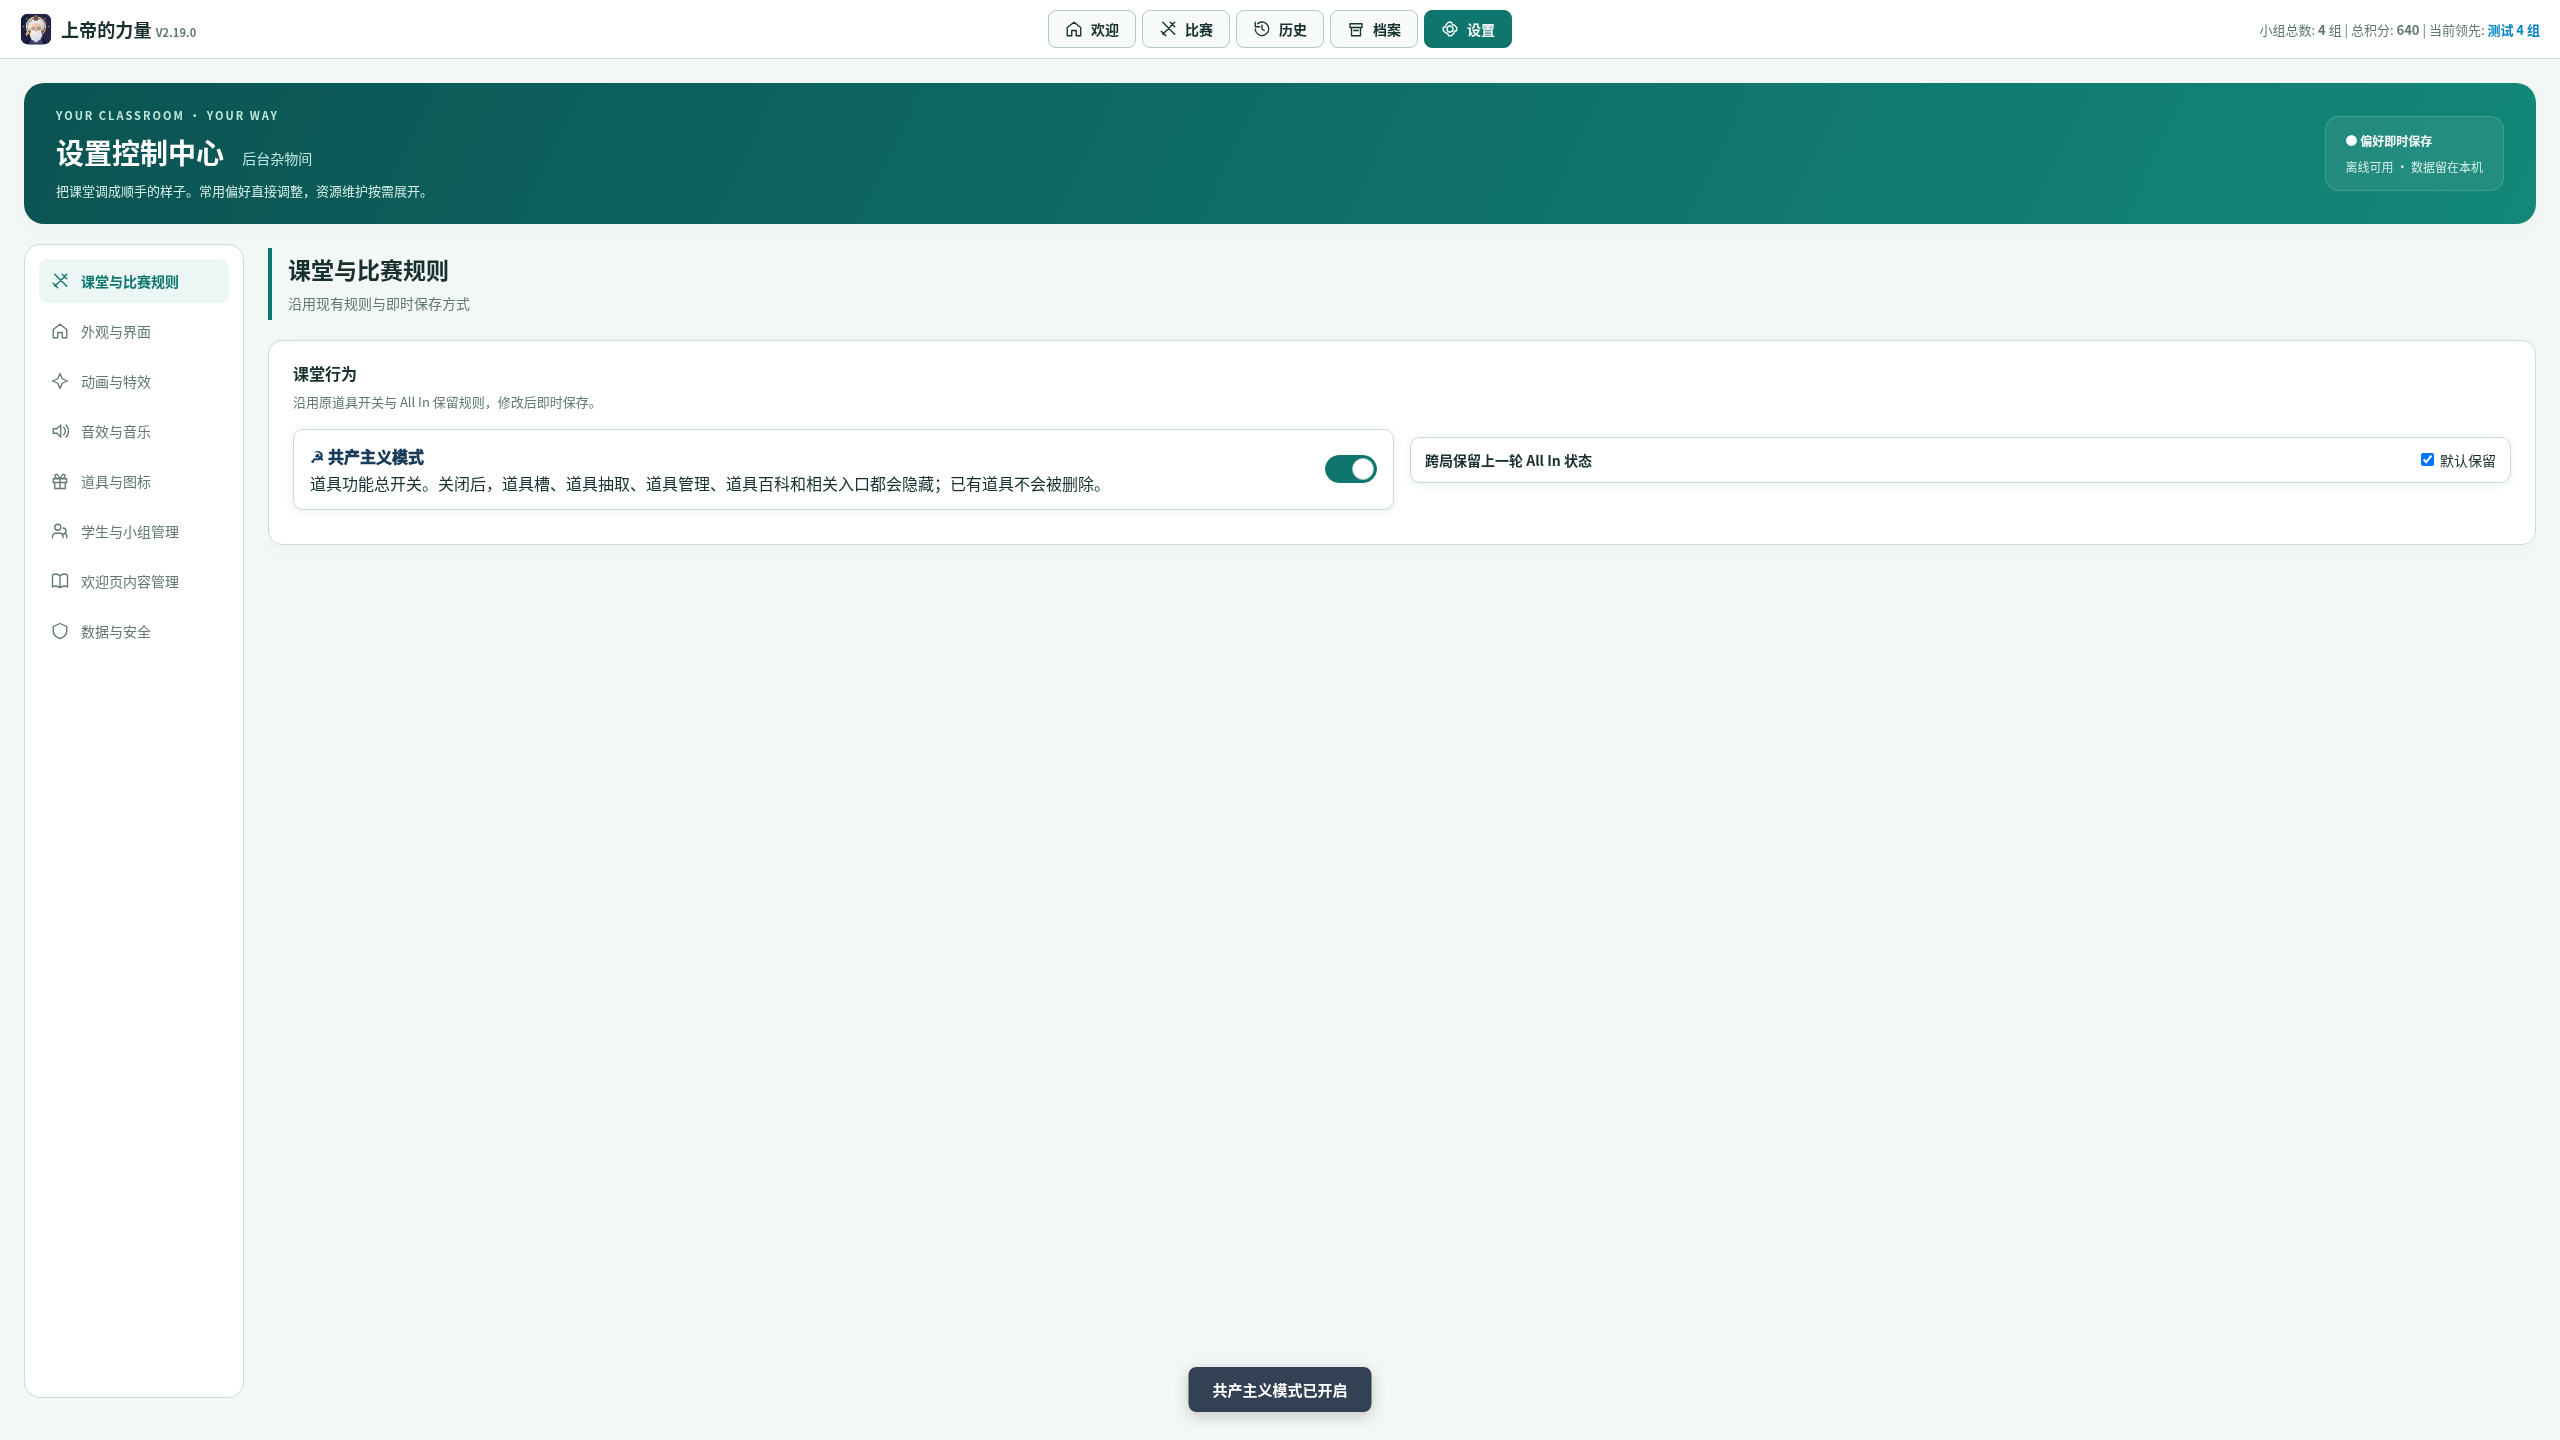 上帝的力量 V2.19.0
欢迎
比赛
历史
档案
设置
小组总数: 4 组 | 总积分: 640 | 当前领先: 测试 4 组
YOUR CLASSROOM · YOUR WAY
设置控制中心 后台杂物间
把课堂调成顺手的样子。常用偏好直接调整，资源维护按需展开。
偏好即时保存
离线可用 · 数据留在本机
课堂与比赛规则
外观与界面
动画与特效
音效与音乐
道具与图标
学生与小组管理
欢迎页内容管理
数据与安全
课堂与比赛规则
沿用现有规则与即时保存方式
课堂行为
沿用原道具开关与 All In 保留规则，修改后即时保存。
☭ 共产主义模式
道具功能总开关。关闭后，道具槽、道具抽取、道具管理、道具百科和相关入口都会隐藏；已有道具不会被删除。
跨局保留上一轮 All In 状态
默认保留
共产主义模式已开启